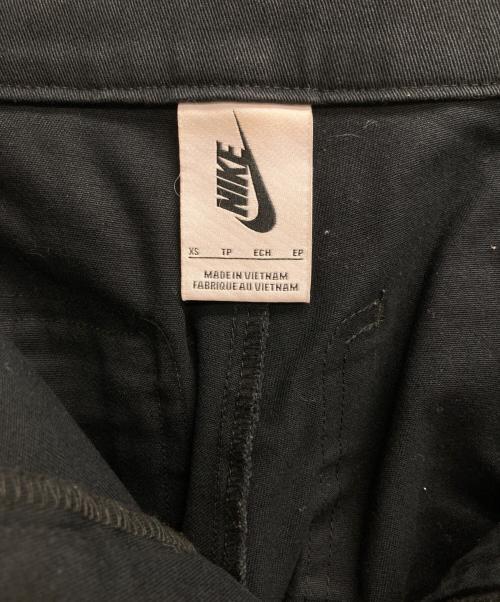 NIKE
XS TP ECH EP
MADE IN VIETNAM
FABRIQUE AU VIETNAM